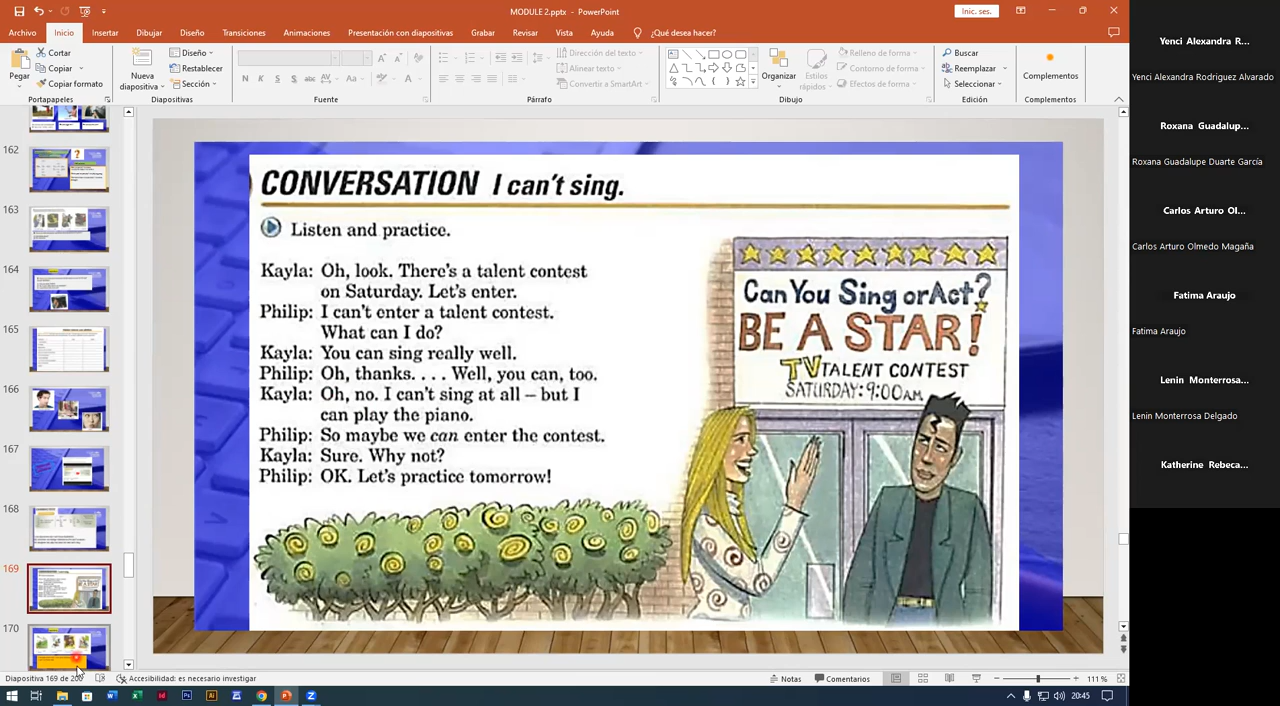 MODULE 2.pptx - PowerPoint
Inic. ses.
Archivo Inicio Insertar Dibujar Diseño Transiciones Animaciones Presentación con diapositivas Grabar Revisar Vista Ayuda ¿Qué desea hacer?
Pegar
Cortar
Copiar
Copiar formato
Portapapeles
Nueva
diapositiva
Diseño
Restablecer
Sección
Diapositivas
N K S S
Aa A
Fuente
Dirección del texto
Alinear texto
Convertir a SmartArt
Párrafo
Organizar
Estilos
rápidos
Relleno de forma
Contorno de forma
Efectos de forma
Dibujo
Buscar
Reemplazar
Seleccionar
Edición
Complementos
Complementos
162
163
164
165
166
167
168
169
170
CONVERSATION I can't sing.
Listen and practice.
Kayla: Oh, look. There's a talent contest
on Saturday. Let's enter.
Philip: I can't enter a talent contest.
What can I do?
Kayla: You can sing really well.
Philip: Oh, thanks. . . . Well, you can, too.
Kayla: Oh, no. I can't sing at all – but I
can play the piano.
Philip: So maybe we can enter the contest.
Kayla: Sure. Why not?
Philip: OK. Let's practice tomorrow!
Can You Sing or Act?
BE A STAR!
TV TALENT CONTEST
SATURDAY: 9:00 AM
Yenci Alexandra R...
Yenci Alexandra Rodriguez Alvarado
Roxana Guadalup...
Roxana Guadalupe Duarte García
Carlos Arturo Ol...
Carlos Arturo Olmedo Magaña
Fatima Araujo
Fatima Araujo
Lenin Monterrosa...
Lenin Monterrosa Delgado
Katherine Rebeca...
Diapositiva 169 de 200
Accesibilidad: es necesario investigar
Notas
Comentarios
111 %
20:45